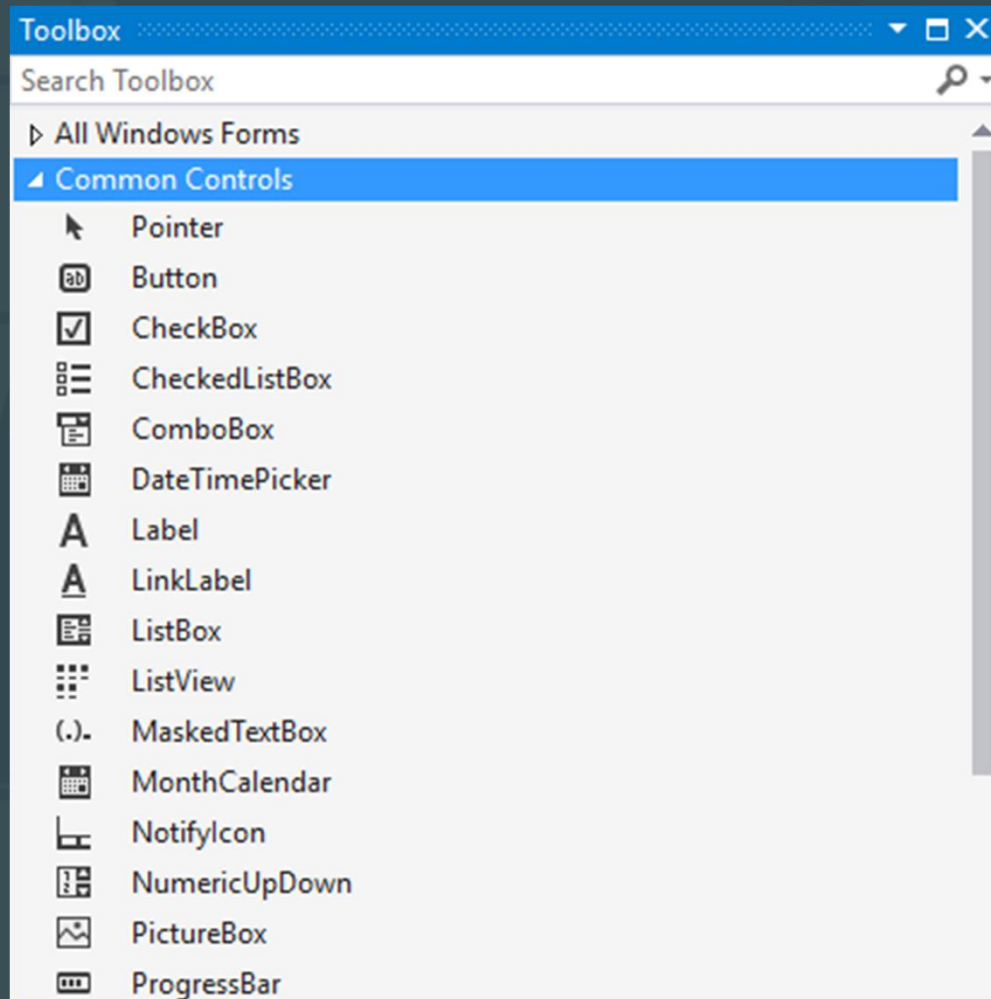 Toolbox
Search Toolbox
All Windows Forms
Common Controls
Pointer
ab Button
CheckBox
CheckedListBox
ComboBox
DateTimePicker
A Label
A LinkLabel
ListBox
ListView
(.). MaskedTextBox
MonthCalendar
NotifyIcon
NumericUpDown
PictureBox
ProgressBar